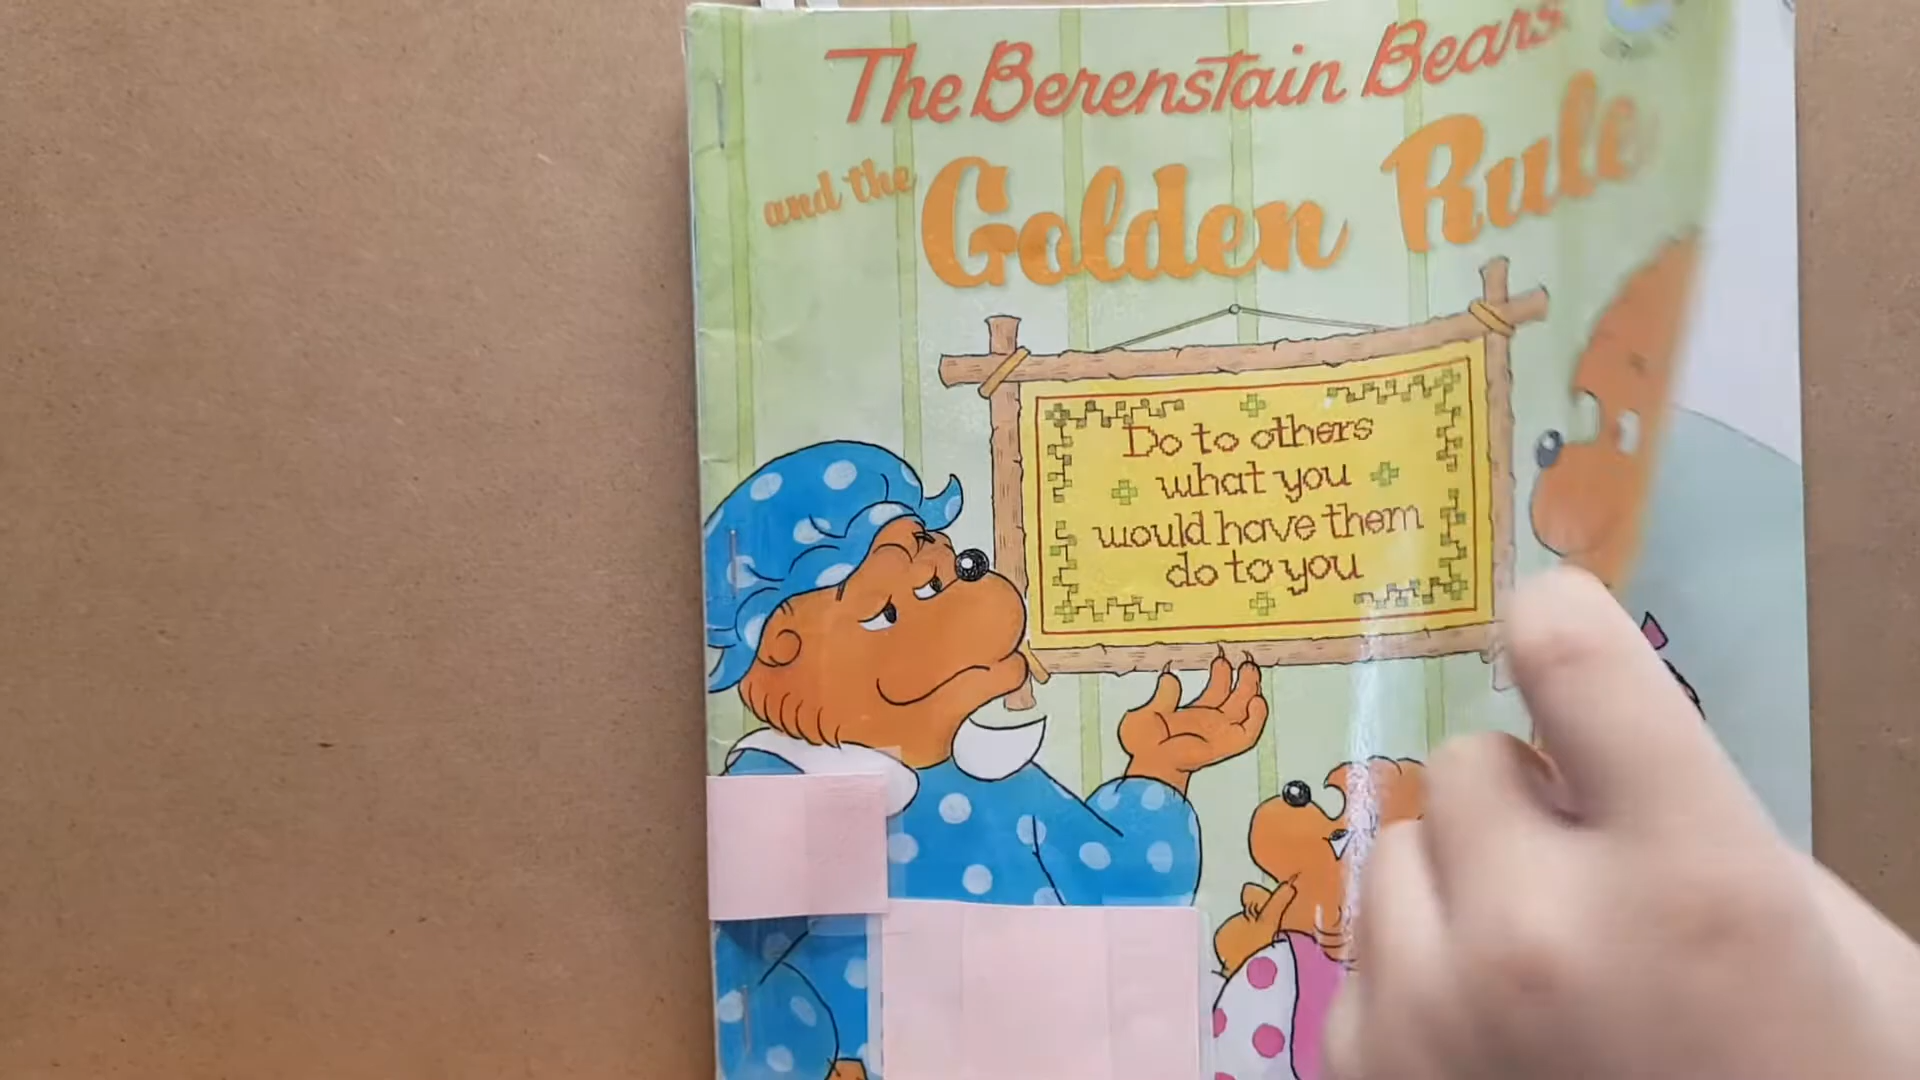 The Berenstain Bears
and the Golden Rule
Do to others
what you
would have them
do to you